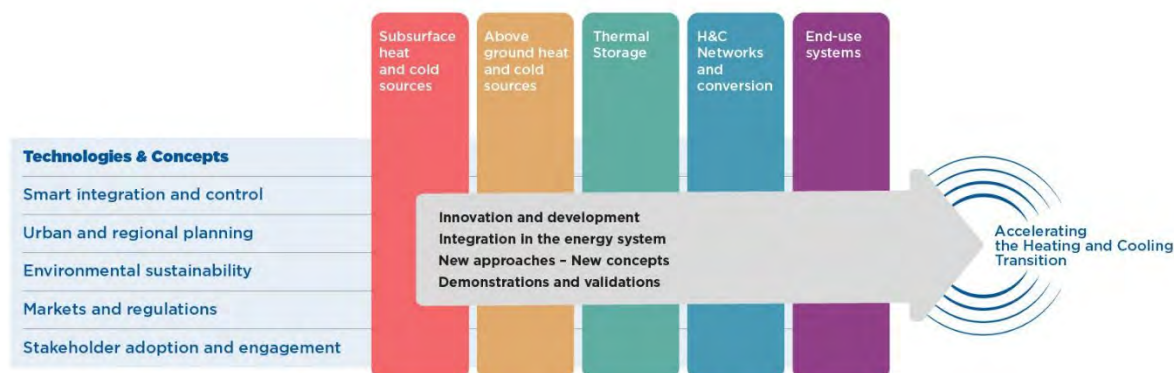 Subsurface
heat
and cold
sources
Above
ground heat
and cold
sources
Thermal
Storage
H&C
Networks
and
conversion
End-use
systems
Technologies & Concepts
Smart integration and control
Urban and regional planning
Environmental sustainability
Markets and regulations
Stakeholder adoption and engagement
Innovation and development
Integration in the energy system
New approaches – New concepts
Demonstrations and validations
Accelerating
the Heating and Cooling
Transition